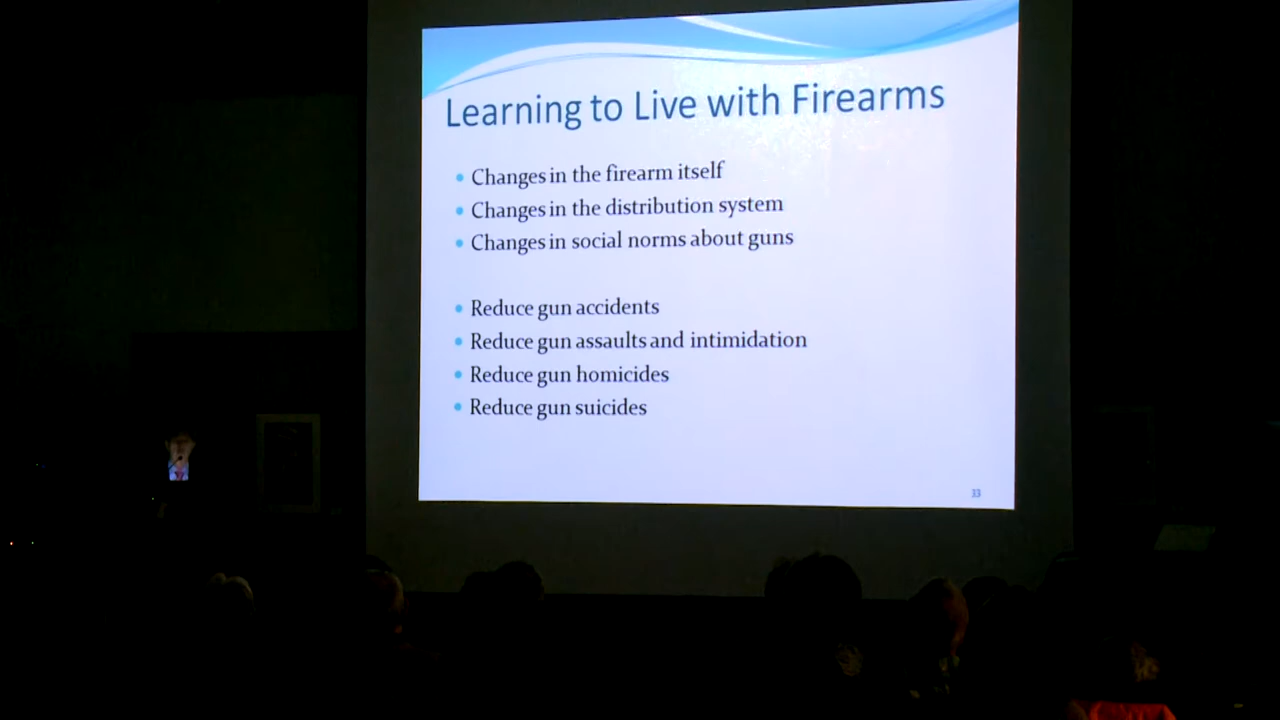 Learning to Live with Firearms
• Changes in the firearm itself
• Changes in the distribution system
• Changes in social norms about guns
• Reduce gun accidents
• Reduce gun assaults and intimidation
• Reduce gun homicides
• Reduce gun suicides
33